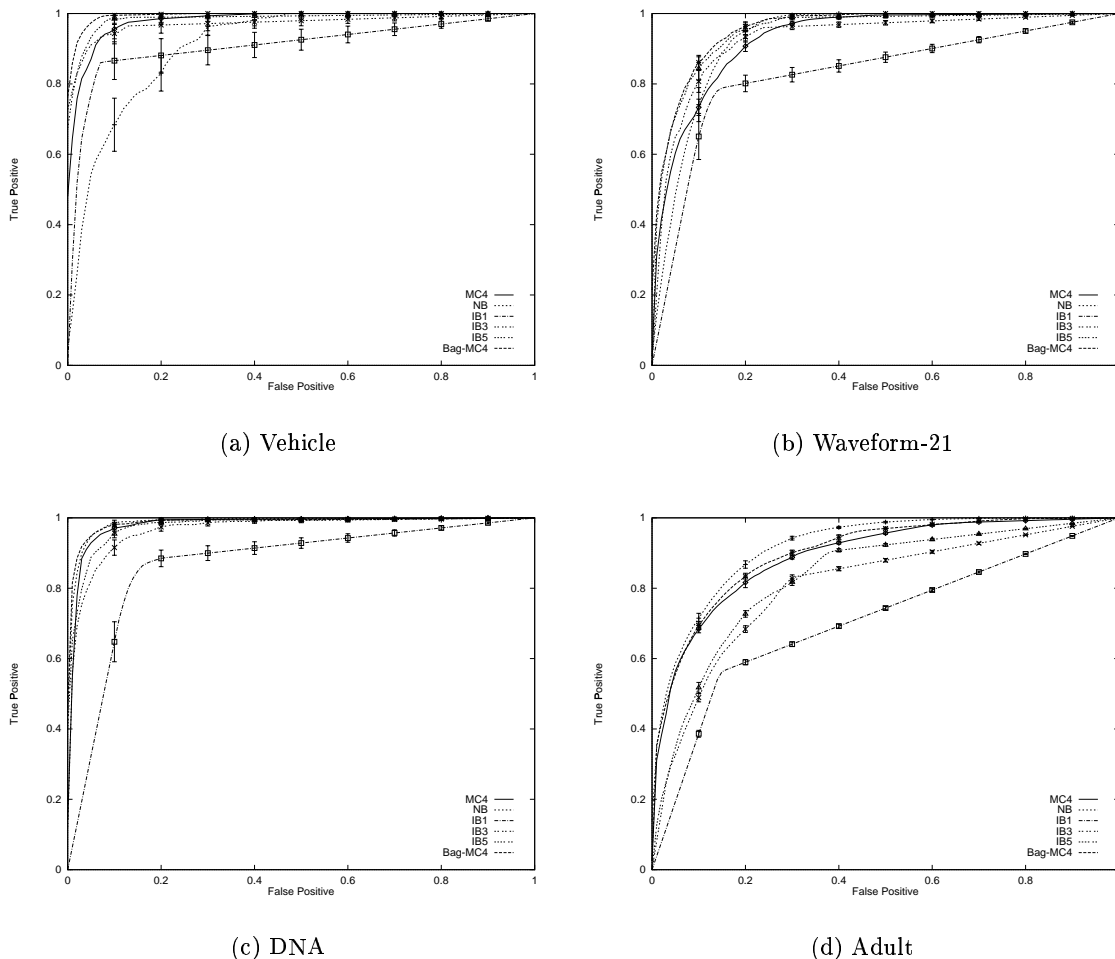 1
0.8
0.6
0.4
0.2
0
0 0.2 0.4 0.6 0.8 1
True Positive
False Positive
MC4
NB
IB1
IB3
IB5
Bag-MC4
(a) Vehicle
1
0.8
0.6
0.4
0.2
0
0 0.2 0.4 0.6 0.8 1
True Positive
False Positive
MC4
NB
IB1
IB3
IB5
Bag-MC4
(b) Waveform-21
1
0.8
0.6
0.4
0.2
0
0 0.2 0.4 0.6 0.8 1
True Positive
False Positive
MC4
NB
IB1
IB3
IB5
Bag-MC4
(c) DNA
1
0.8
0.6
0.4
0.2
0
0 0.2 0.4 0.6 0.8 1
True Positive
False Positive
MC4
NB
IB1
IB3
IB5
Bag-MC4
(d) Adult